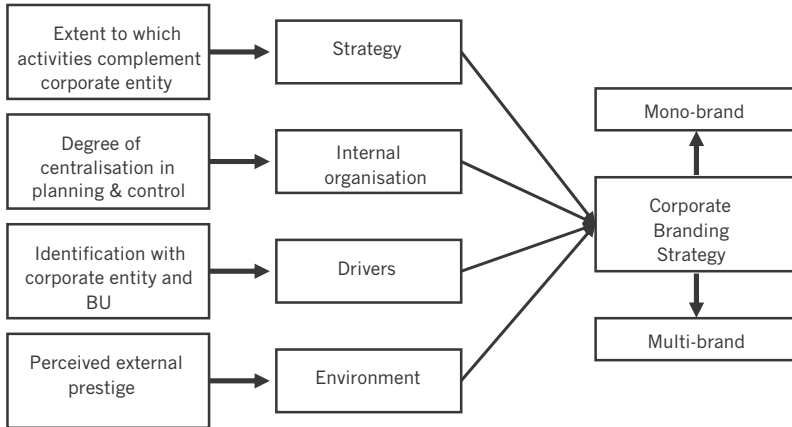 Extent to which
activities complement
corporate entity
Strategy
Degree of
centralisation in
planning & control
Internal
organisation
Identification with
corporate entity and
BU
Drivers
Perceived external
prestige
Environment
Mono-brand
Corporate
Branding
Strategy
Multi-brand